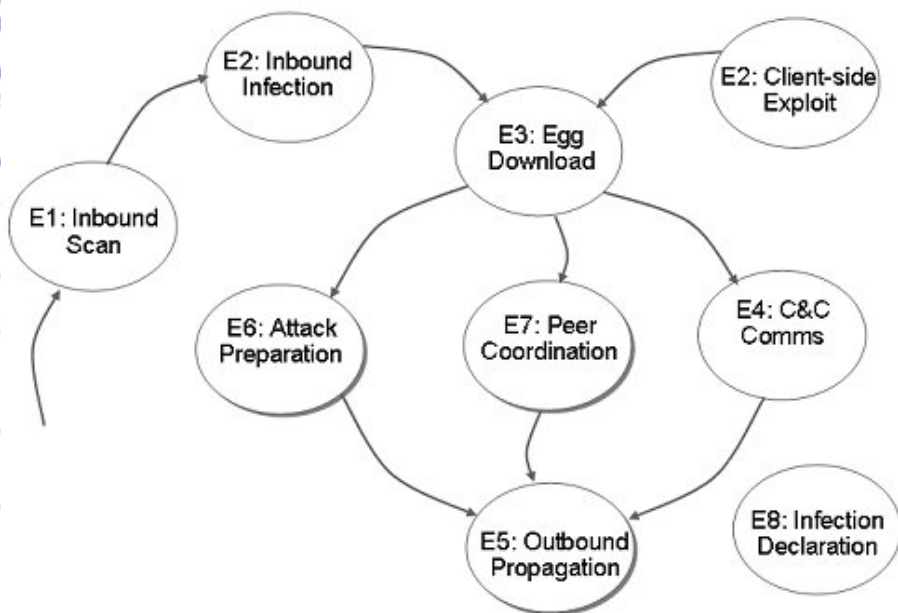 E2: Inbound
Infection
E2: Client-side
Exploit
E3: Egg
Download
E1: Inbound
Scan
E6: Attack
Preparation
E7: Peer
Coordination
E4: C&C
Comms
E5: Outbound
Propagation
E8: Infection
Declaration